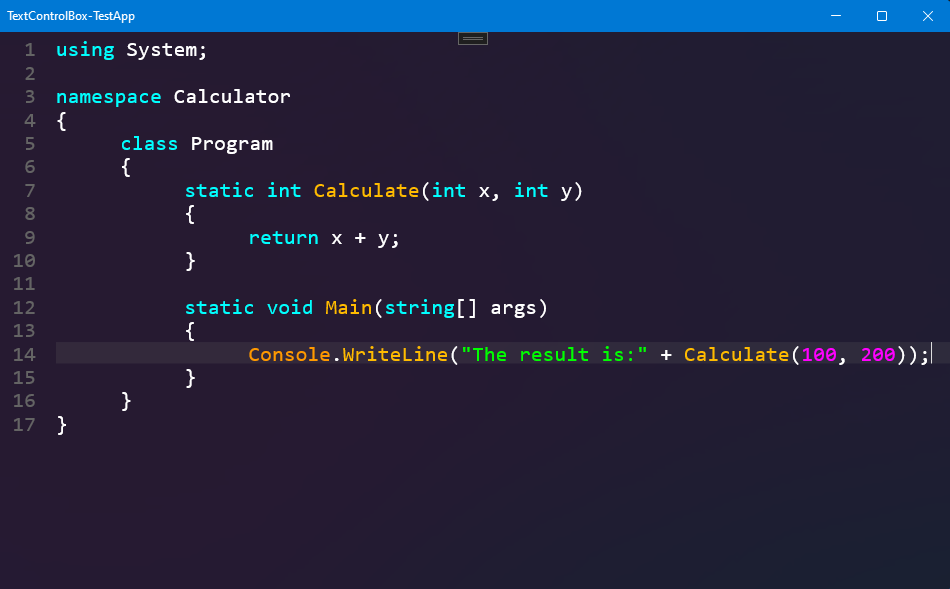 TextControlBox-TestApp
1 using System;
2
3 namespace Calculator
4 {
5 class Program
6 {
7 static int Calculate(int x, int y)
8 {
9 return x + y;
10 }
11
12 static void Main(string[] args)
13 {
14 Console.WriteLine("The result is:" + Calculate(100, 200));
15 }
16 }
17 }